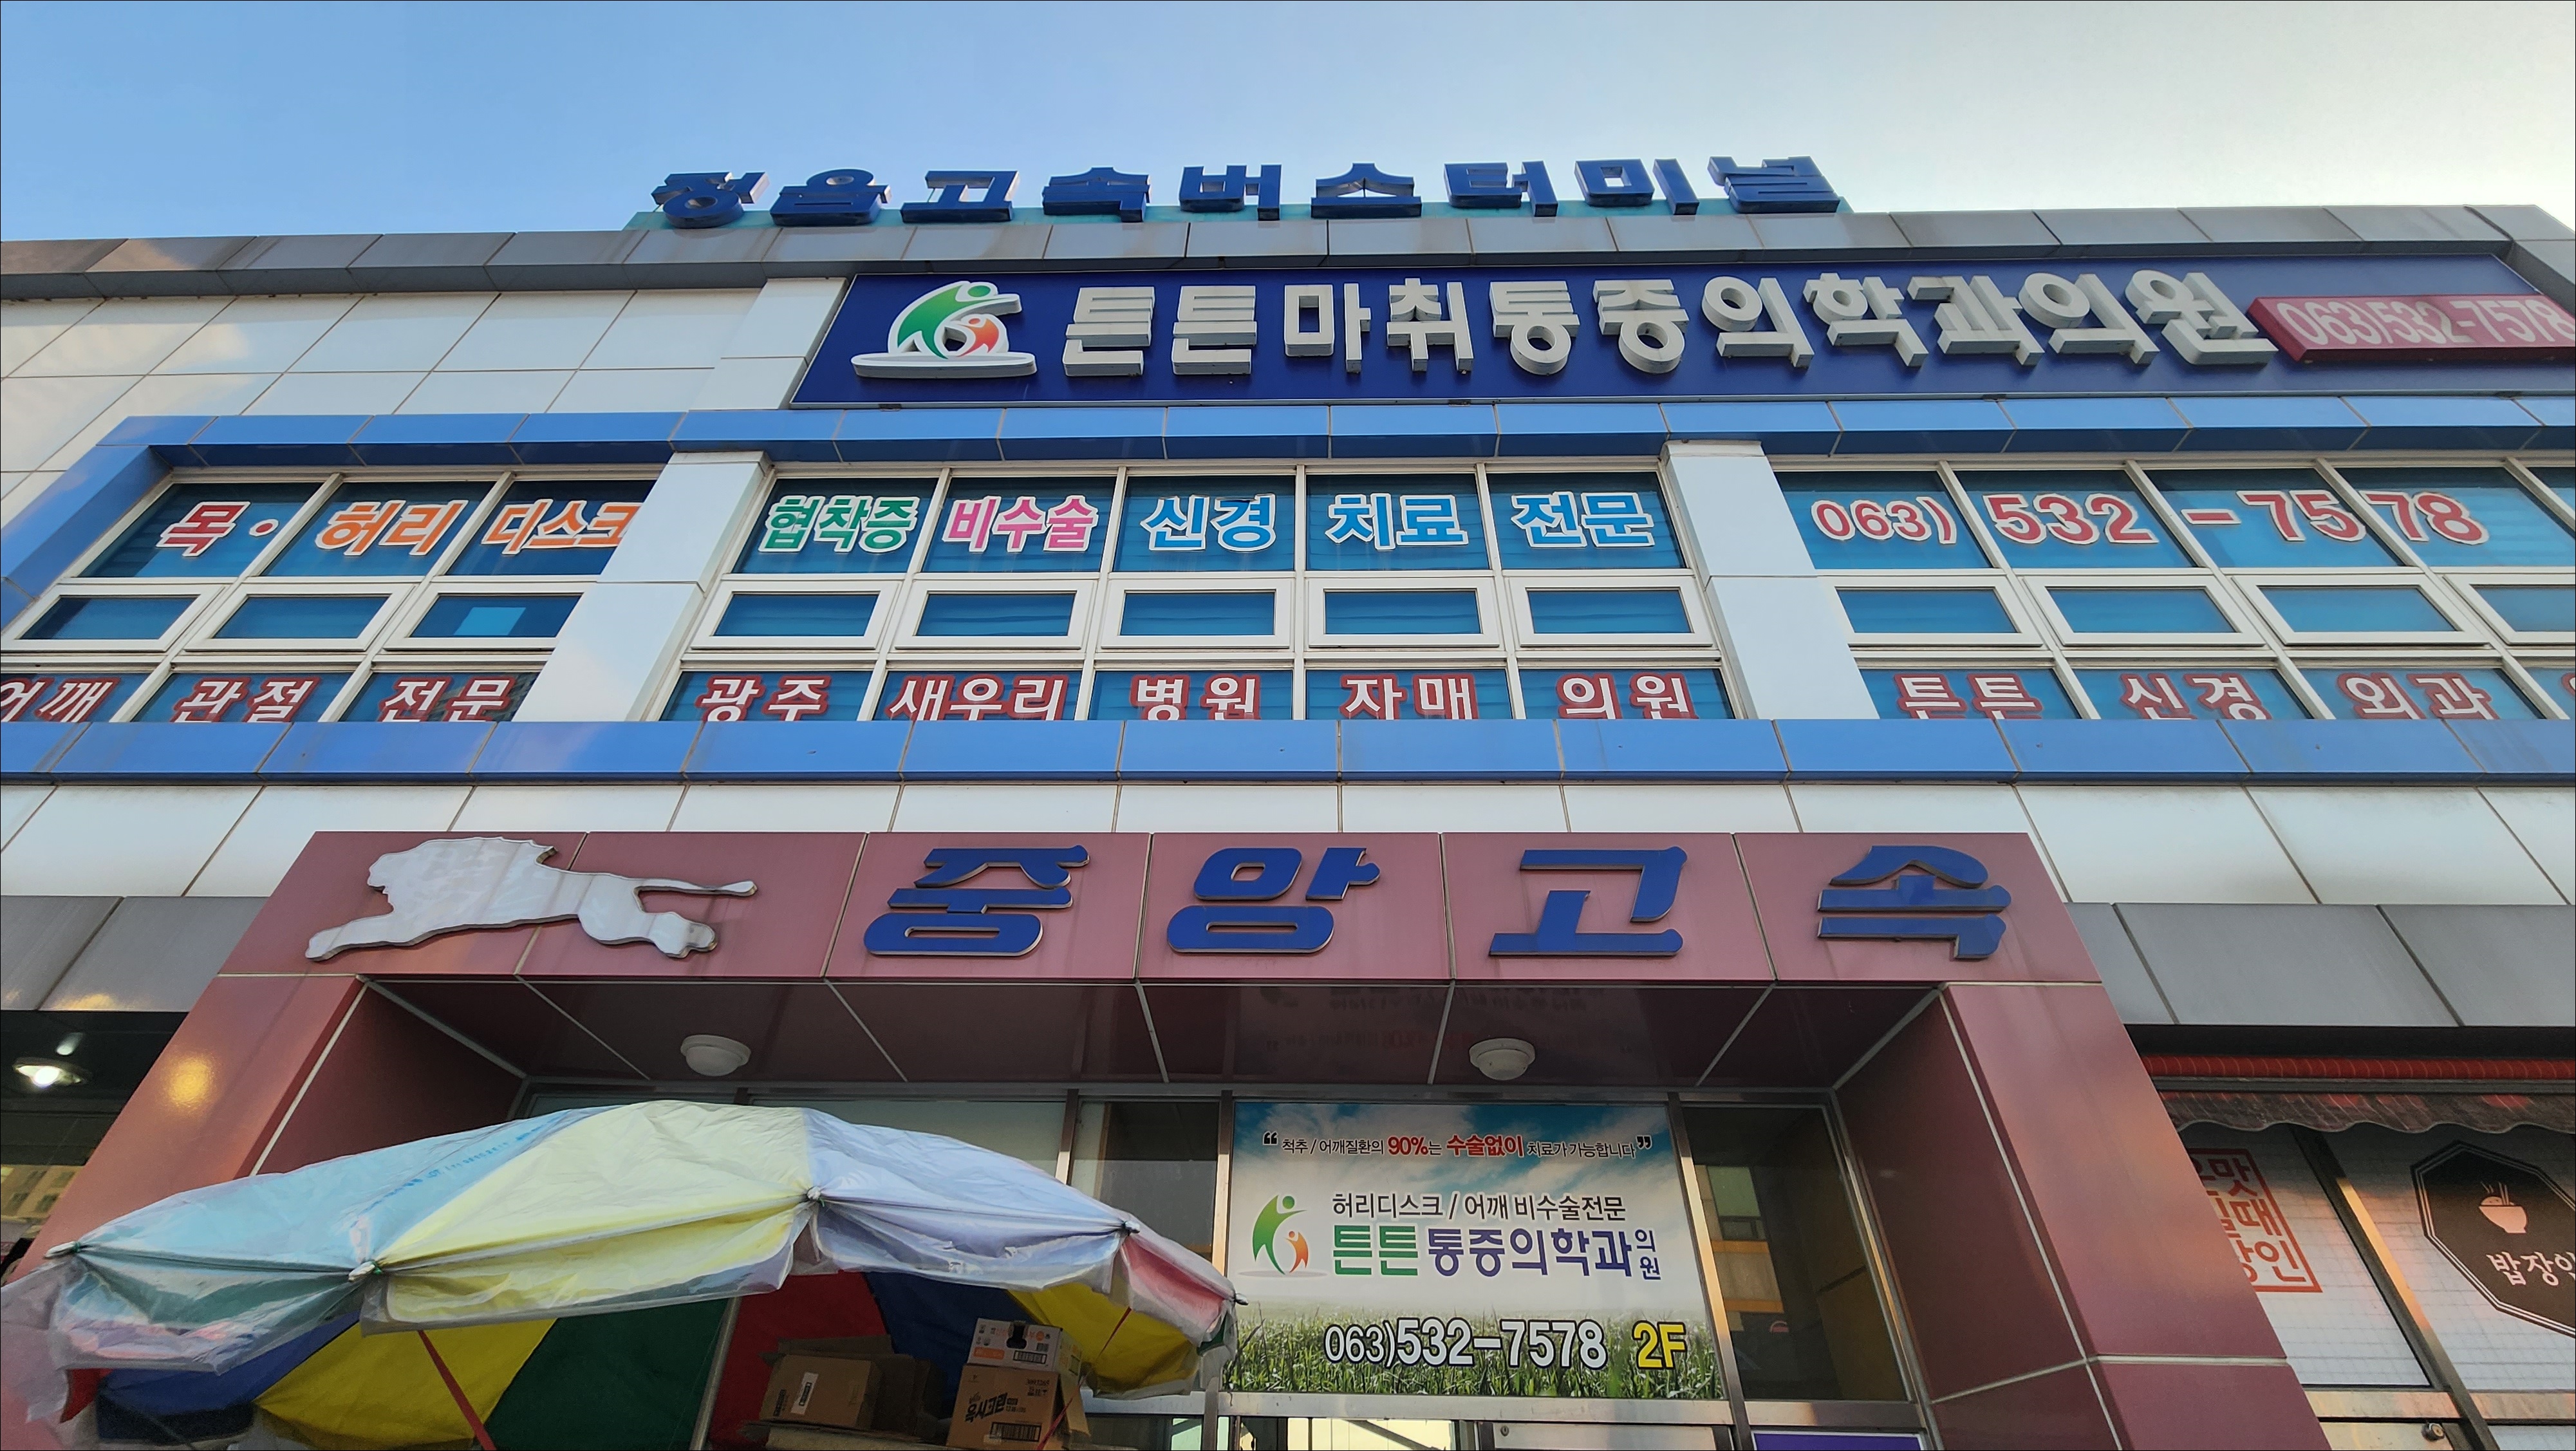 정읍고속버스터미널
튼튼마취통증의학과의원
063)532-7578
목·허리 디스크
협착증 비수술 신경 치료 전문
063) 532-7578
어깨 관절 전문
광주 새우리 병원 자매 의원
튼튼 신경 외과
중앙고속
“척추 / 어깨질환의 90%는 수술없이 치료가 가능합니다”
허리디스크 / 어깨 비수술전문
튼튼통증의학과의원
063)532-7578 2F
밥장인